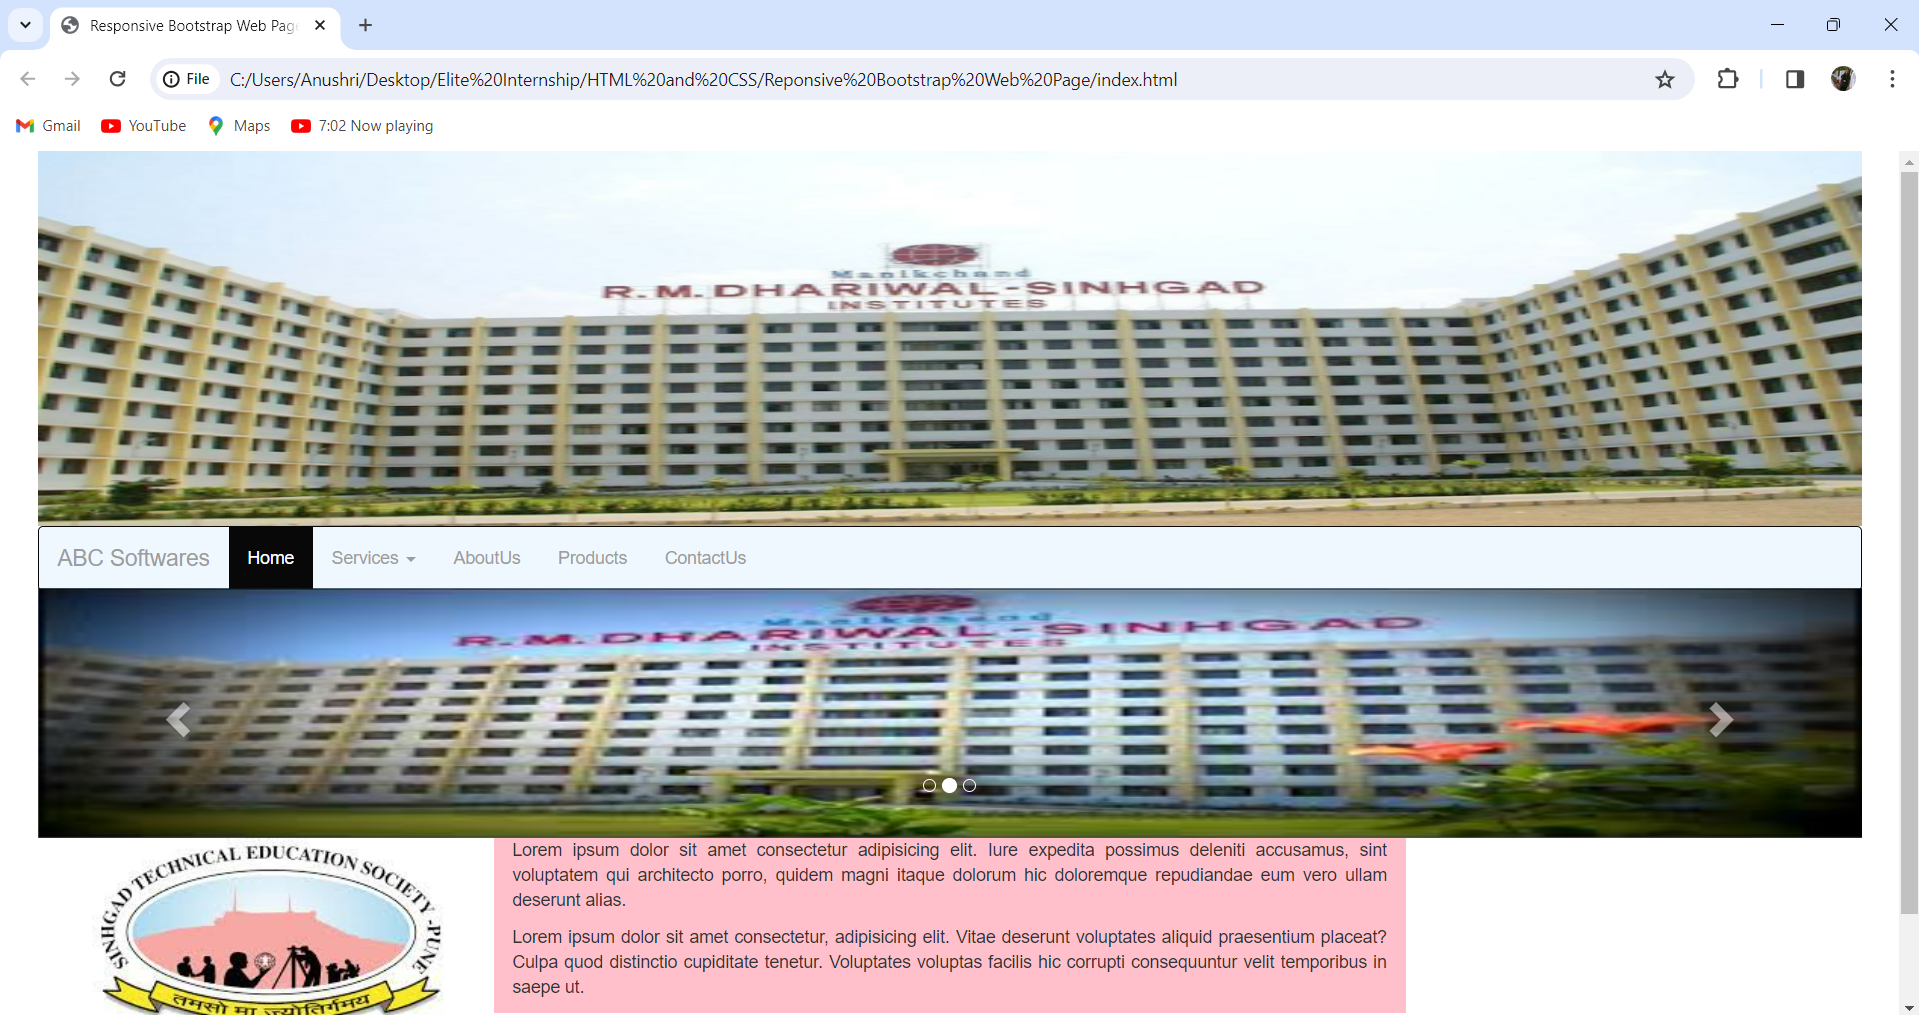 Responsive Bootstrap Web Pag
File
C:/Users/Anushri/Desktop/Elite%20Internship/HTML%20and%20CSS/Reponsive%20Bootstrap%20Web%20Page/index.html
Gmail
YouTube
Maps
7:02 Now playing
Manikchand
R.M.DHARIWAL-SINHGAD
INSTITUTES
ABC Softwares
Home
Services
AboutUs
Products
ContactUs
Manikchand
R.M.DHARIWAL-SINHGAD
INSTITUTES
SINHGAD TECHNICAL EDUCATION SOCIETY - PUNE
तमसो मा ज्योतिर्गमय
Lorem ipsum dolor sit amet consectetur adipisicing elit. Iure expedita possimus deleniti accusamus, sint
voluptatem qui architecto porro, quidem magni itaque dolorum hic doloremque repudiandae eum vero ullam
deserunt alias.
Lorem ipsum dolor sit amet consectetur, adipisicing elit. Vitae deserunt voluptates aliquid praesentium placeat?
Culpa quod distinctio cupiditate tenetur. Voluptates voluptas facilis hic corrupti consequuntur velit temporibus in
saepe ut.